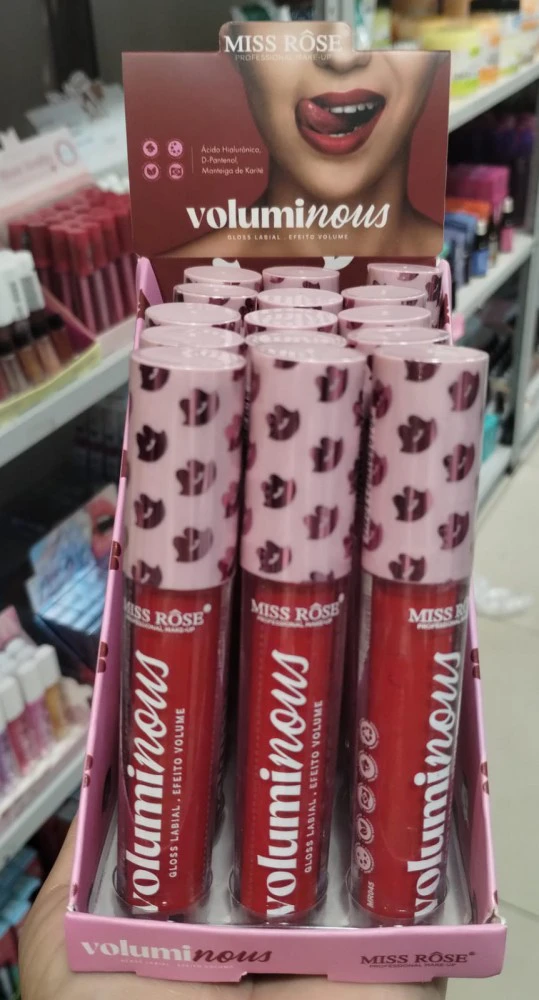 MISS RÔSE
PROFESSIONAL MAKE-UP
Ácido Hialurônico,
D-Pantenol,
Manteiga de Karité
voluminous
GLOSS LABIAL . EFEITO VOLUME
MISS RÔSE
PROFESSIONAL MAKE-UP
voluminous
GLOSS LABIAL . EFEITO VOLUME
MISS RÔSE
PROFESSIONAL MAKE-UP
voluminous
GLOSS LABIAL . EFEITO VOLUME
MISS RÔSE
voluminous
voluminous
GLOSS LABIAL . EFEITO VOLUME
MISS RÔSE
PROFESSIONAL MAKE-UP